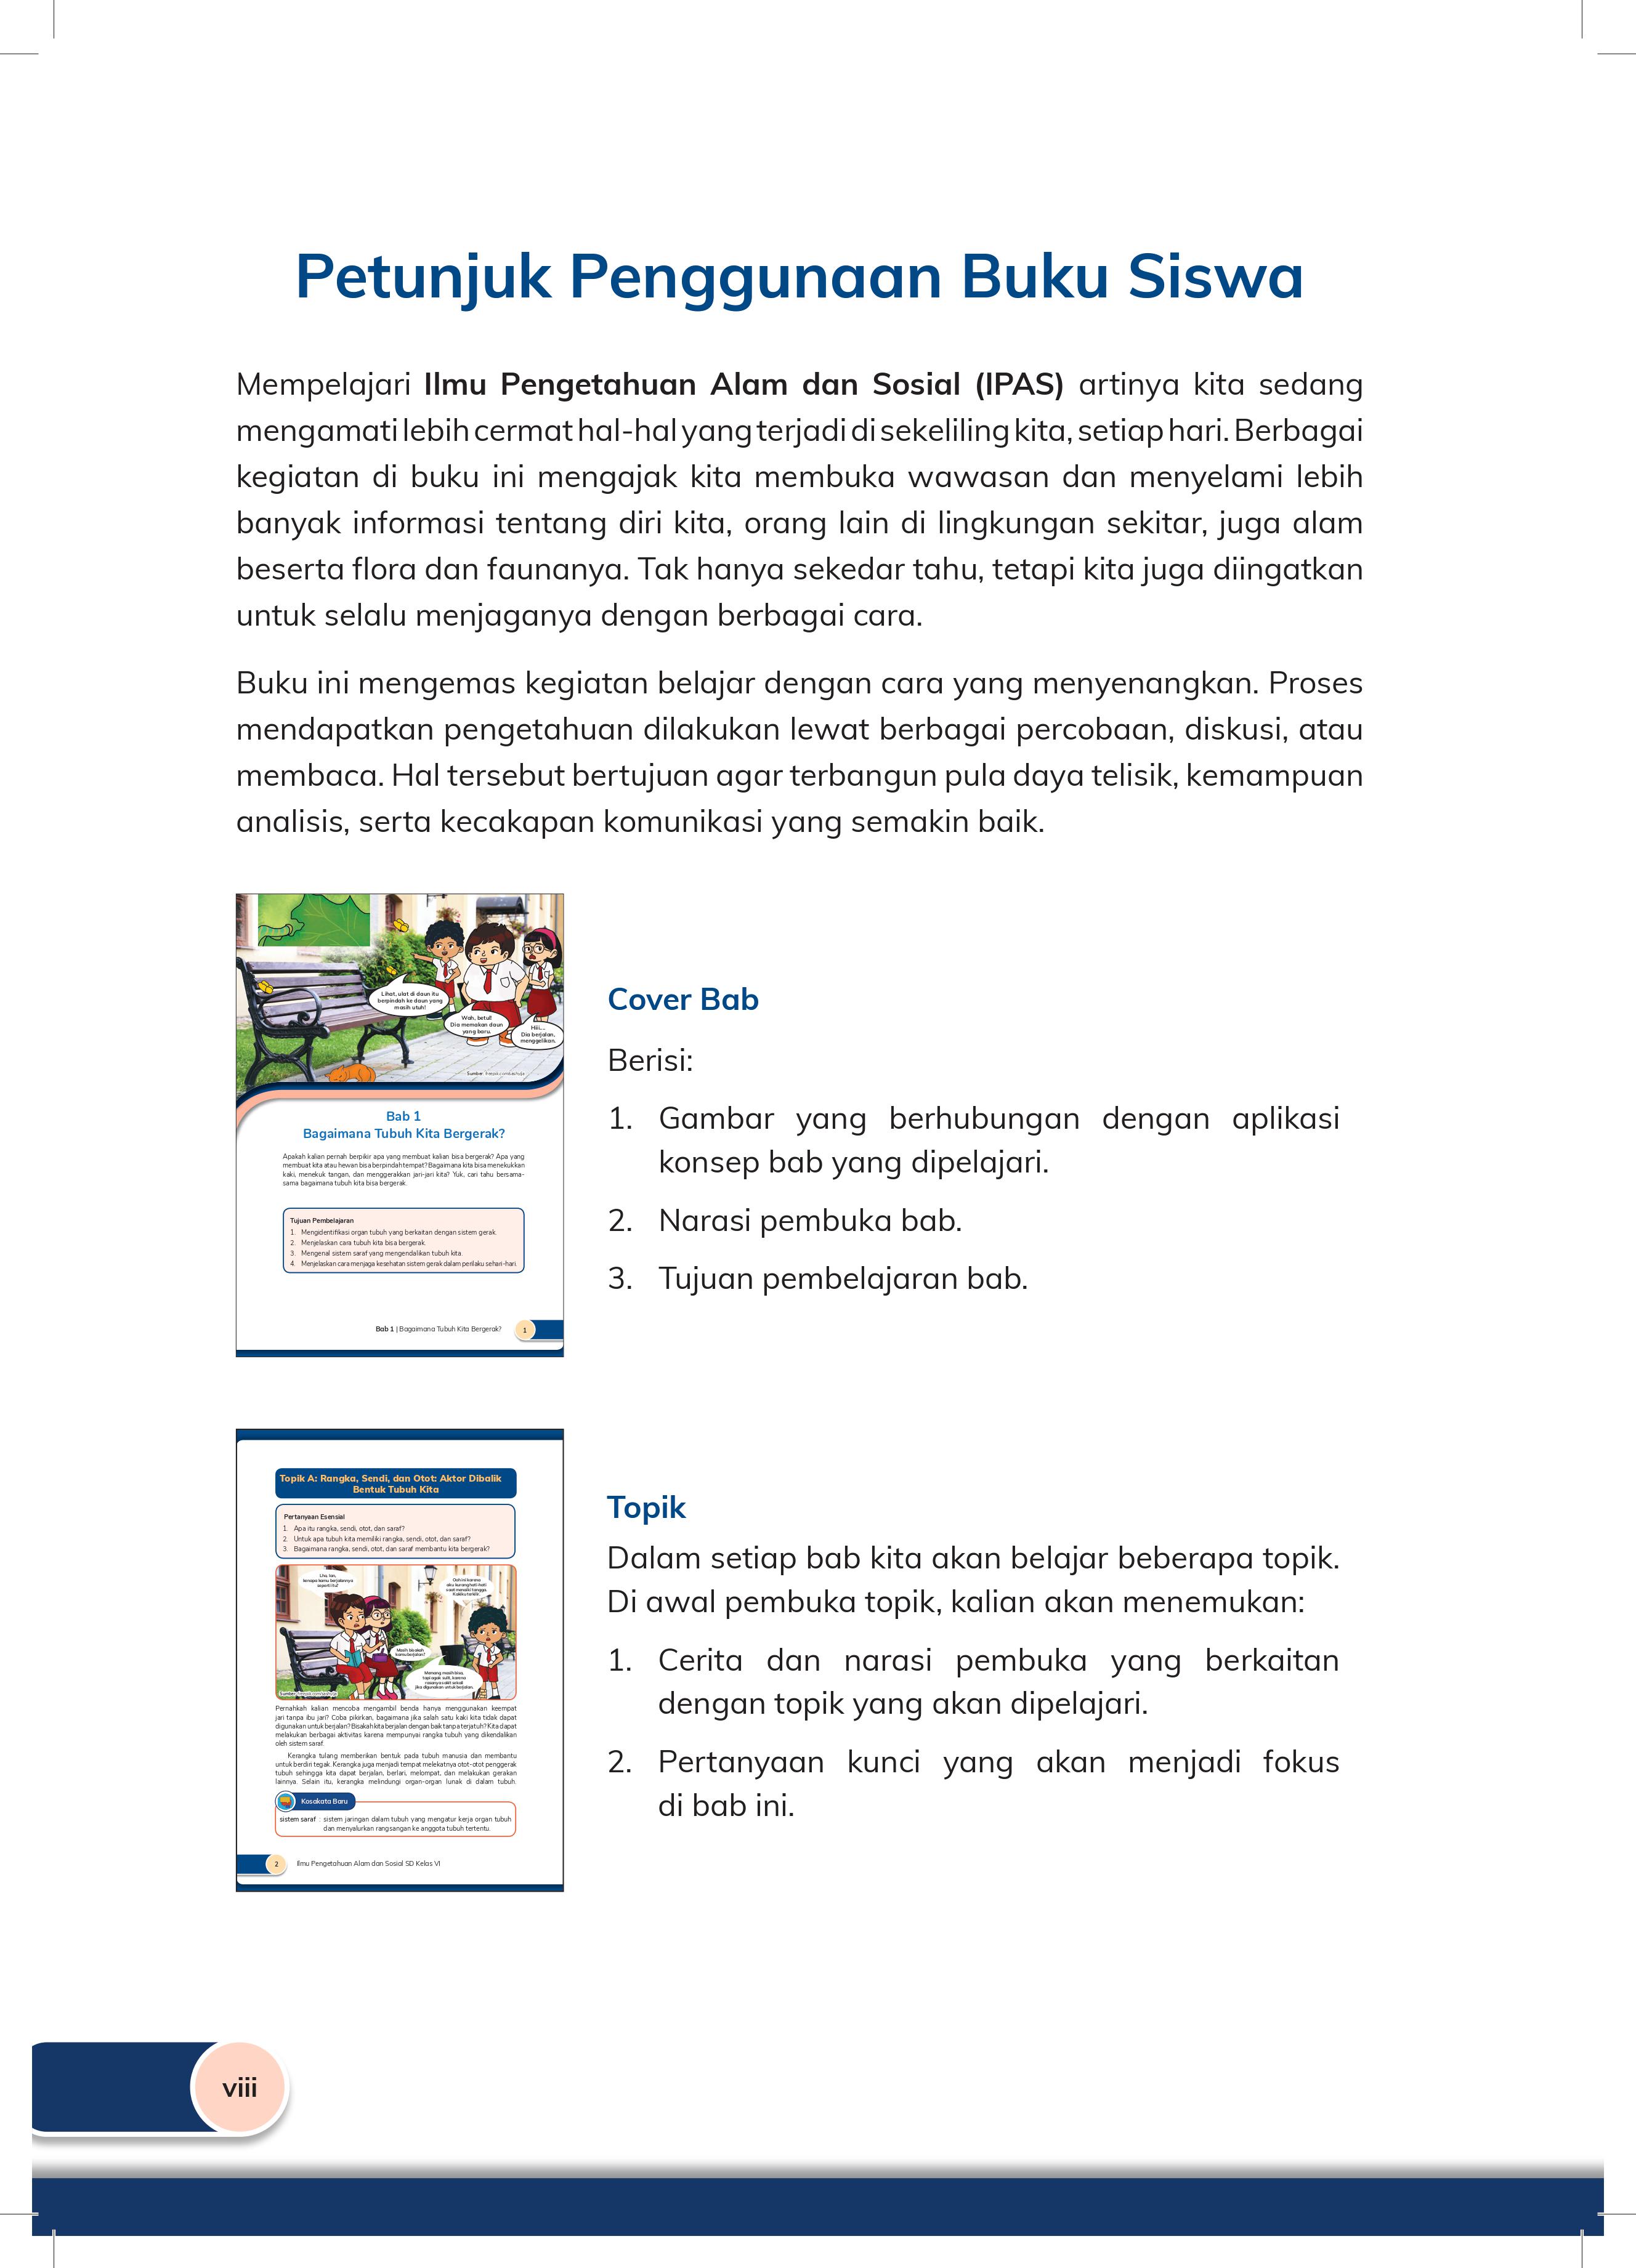 Petunjuk Penggunaan Buku Siswa
Mempelajari Ilmu Pengetahuan Alam dan Sosial (IPAS) artinya kita sedang
mengamati lebih cermat hal-hal yang terjadi di sekeliling kita, setiap hari. Berbagai
kegiatan di buku ini mengajak kita membuka wawasan dan menyelami lebih
banyak informasi tentang diri kita, orang lain di lingkungan sekitar, juga alam
beserta flora dan faunanya. Tak hanya sekedar tahu, tetapi kita juga diingatkan
untuk selalu menjaganya dengan berbagai cara.
Buku ini mengemas kegiatan belajar dengan cara yang menyenangkan. Proses
mendapatkan pengetahuan dilakukan lewat berbagai percobaan, diskusi, atau
membaca. Hal tersebut bertujuan agar terbangun pula daya telisik, kemampuan
analisis, serta kecakapan komunikasi yang semakin baik.
Lihat, ulat di daun itu
berpindah ke daun yang
masih utuh!
Wah, betul!
Dia memakan daun
yang baru.
Hiii....
Dia berjalan,
menggelikan.
Sumber:
Bab 1
Bagaimana Tubuh Kita Bergerak?
Apakah kalian pernah berpikir apa yang membuat kalian bisa bergerak? Apa yang
membuat kita atau hewan bisa berpindah tempat? Bagaimana kita bisa menekukkan
kaki, menekuk tangan, dan menggerakkan jari-jari kita? Yuk, cari tahu bersama-
sama bagaimana tubuh kita bisa bergerak.
Tujuan Pembelajaran
1. Mengidentifikasi organ tubuh yang berkaitan dengan sistem gerak.
2. Menjelaskan cara tubuh kita bisa bergerak.
3. Mengenal sistem saraf yang mengendalikan tubuh kita.
4. Menjelaskan cara menjaga kesehatan sistem gerak dalam perilaku sehari-hari.
Bab 1 | Bagaimana Tubuh Kita Bergerak?
1
Cover Bab
Berisi:
1. Gambar yang berhubungan dengan aplikasi
konsep bab yang dipelajari.
2. Narasi pembuka bab.
3. Tujuan pembelajaran bab.
Topik A: Rangka, Sendi, dan Otot: Aktor Dibalik
Bentuk Tubuh Kita
Pertanyaan Esensial
1. Apa itu rangka, sendi, otot, dan saraf?
2. Untuk apa tubuh kita memiliki rangka, sendi, otot, dan saraf?
3. Bagaimana rangka, sendi, otot, dan saraf membantu kita bergerak?
kenapa kamu berjalannya
seperti itu?
aku kurang hati-hati
saat menaiki tangga.
Masih bisakah
kamu berjalan?
Memang masih bisa,
tapi agak sulit, karena
rasanya sakit sekali
jika digunakan untuk berjalan.
Pernahkah kalian mencoba mengambil benda hanya menggunakan keempat
jari tanpa ibu jari? Coba pikirkan, bagaimana jika salah satu kaki kita tidak dapat
digunakan untuk berjalan? Bisakah kita berjalan dengan baik tanpa terjatuh? Kita dapat
melakukan berbagai aktivitas karena mempunyai rangka tubuh yang dikendalikan
oleh sistem saraf.
Kerangka tulang memberikan bentuk pada tubuh manusia dan membantu
untuk berdiri tegak. Kerangka juga menjadi tempat melekatnya otot-otot penggerak
tubuh sehingga kita dapat berjalan, berlari, melompat, dan melakukan gerakan
lainnya. Selain itu, kerangka melindungi organ-organ lunak di dalam tubuh.
Kosakata Baru
sistem saraf : sistem jaringan dalam tubuh yang mengatur kerja organ tubuh
dan menyalurkan rangsangan ke anggota tubuh tertentu.
2
Ilmu Pengetahuan Alam dan Sosial SD Kelas VI
Topik
Dalam setiap bab kita akan belajar beberapa topik.
Di awal pembuka topik, kalian akan menemukan:
1. Cerita dan narasi pembuka yang berkaitan
dengan topik yang akan dipelajari.
2. Pertanyaan kunci yang akan menjadi fokus
di bab ini.
viii